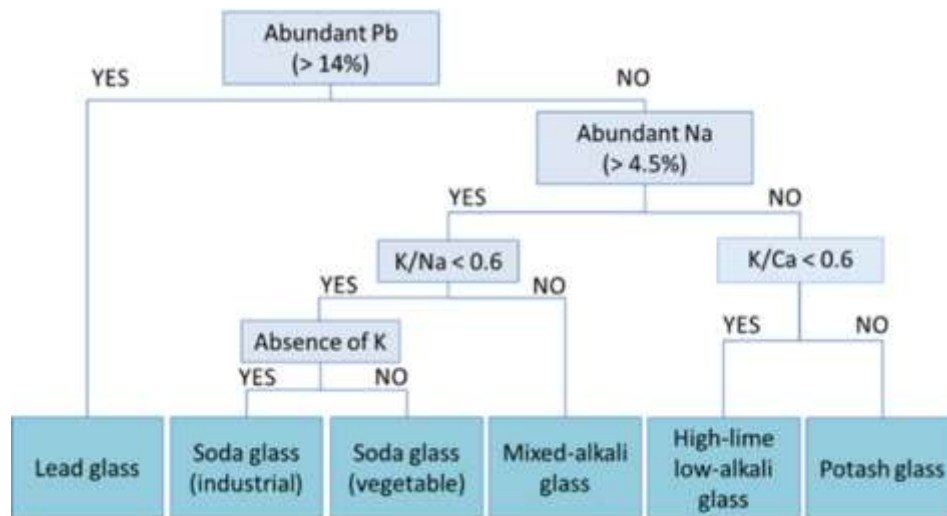 Abundant Pb
(> 14%)
YES
NO
Abundant Na
(> 4.5%)
YES
NO
K/Na < 0.6
K/Ca < 0.6
YES
NO
Absence of K
YES
NO
YES
NO
Lead glass
Soda glass
(industrial)
Soda glass
(vegetable)
Mixed-alkali
glass
High-lime
low-alkali
glass
Potash glass